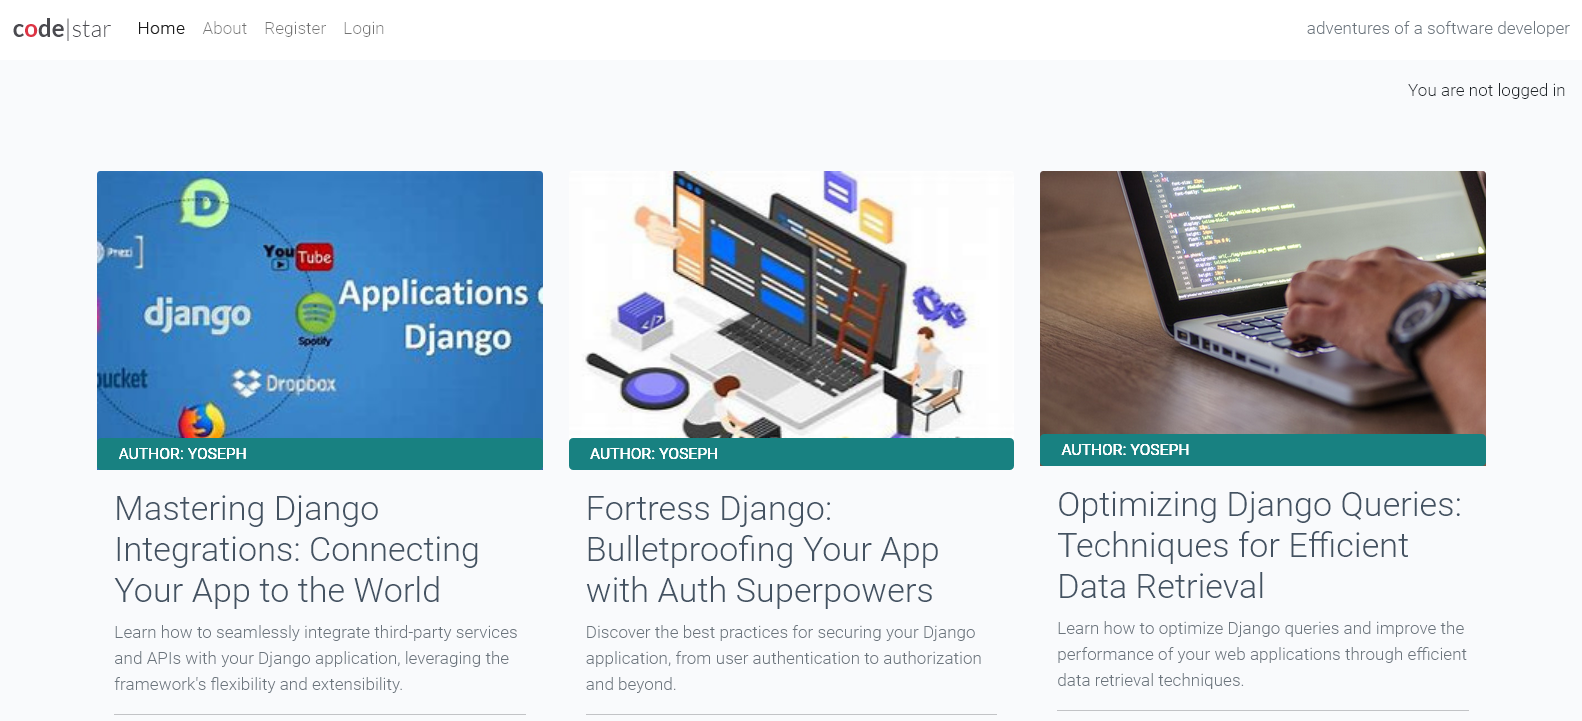 code|star Home About Register Login adventures of a software developer
You are not logged in
Prezi
You Tube
django
Spotify
Applications
Django
Dropbox
AUTHOR: YOSEPH
Mastering Django
Integrations: Connecting
Your App to the World
Learn how to seamlessly integrate third-party services
and APIs with your Django application, leveraging the
framework's flexibility and extensibility.
AUTHOR: YOSEPH
Fortress Django:
Bulletproofing Your App
with Auth Superpowers
Discover the best practices for securing your Django
application, from user authentication to authorization
and beyond.
AUTHOR: YOSEPH
Optimizing Django Queries:
Techniques for Efficient
Data Retrieval
Learn how to optimize Django queries and improve the
performance of your web applications through efficient
data retrieval techniques.